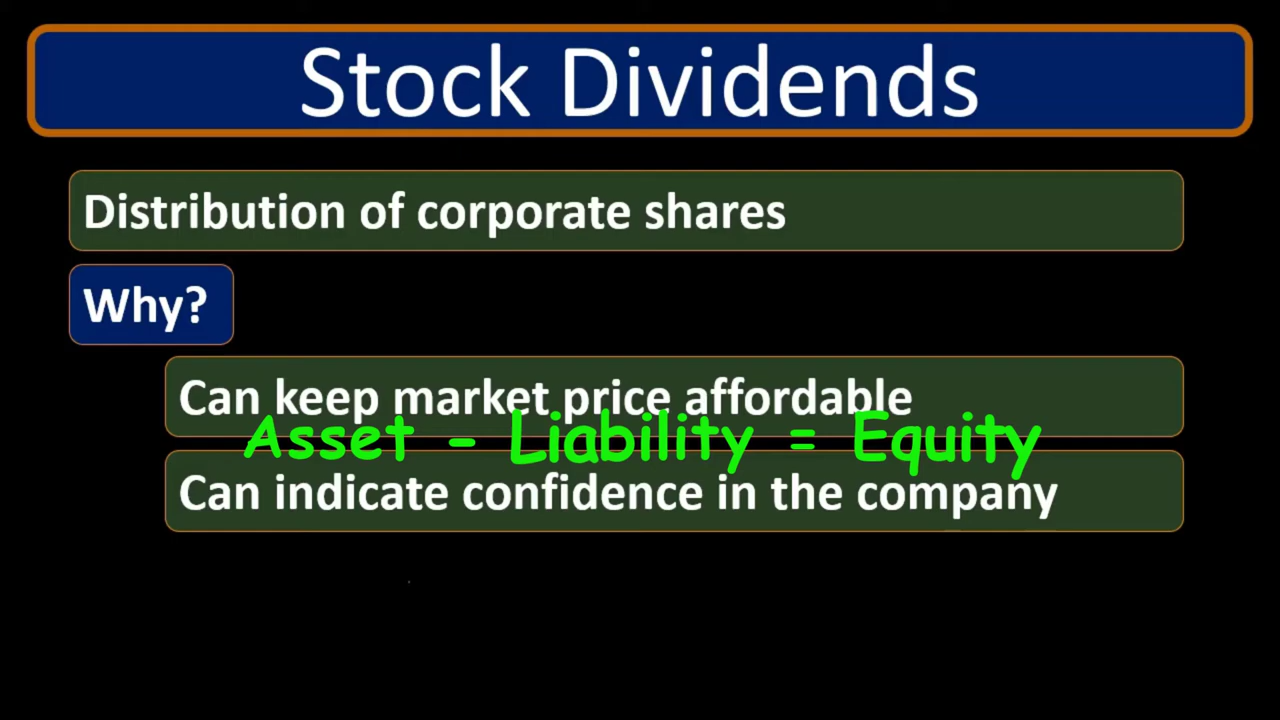 Stock Dividends
Distribution of corporate shares
Why?
Can keep market price affordable
Asset - Liability = Equity
Can indicate confidence in the company